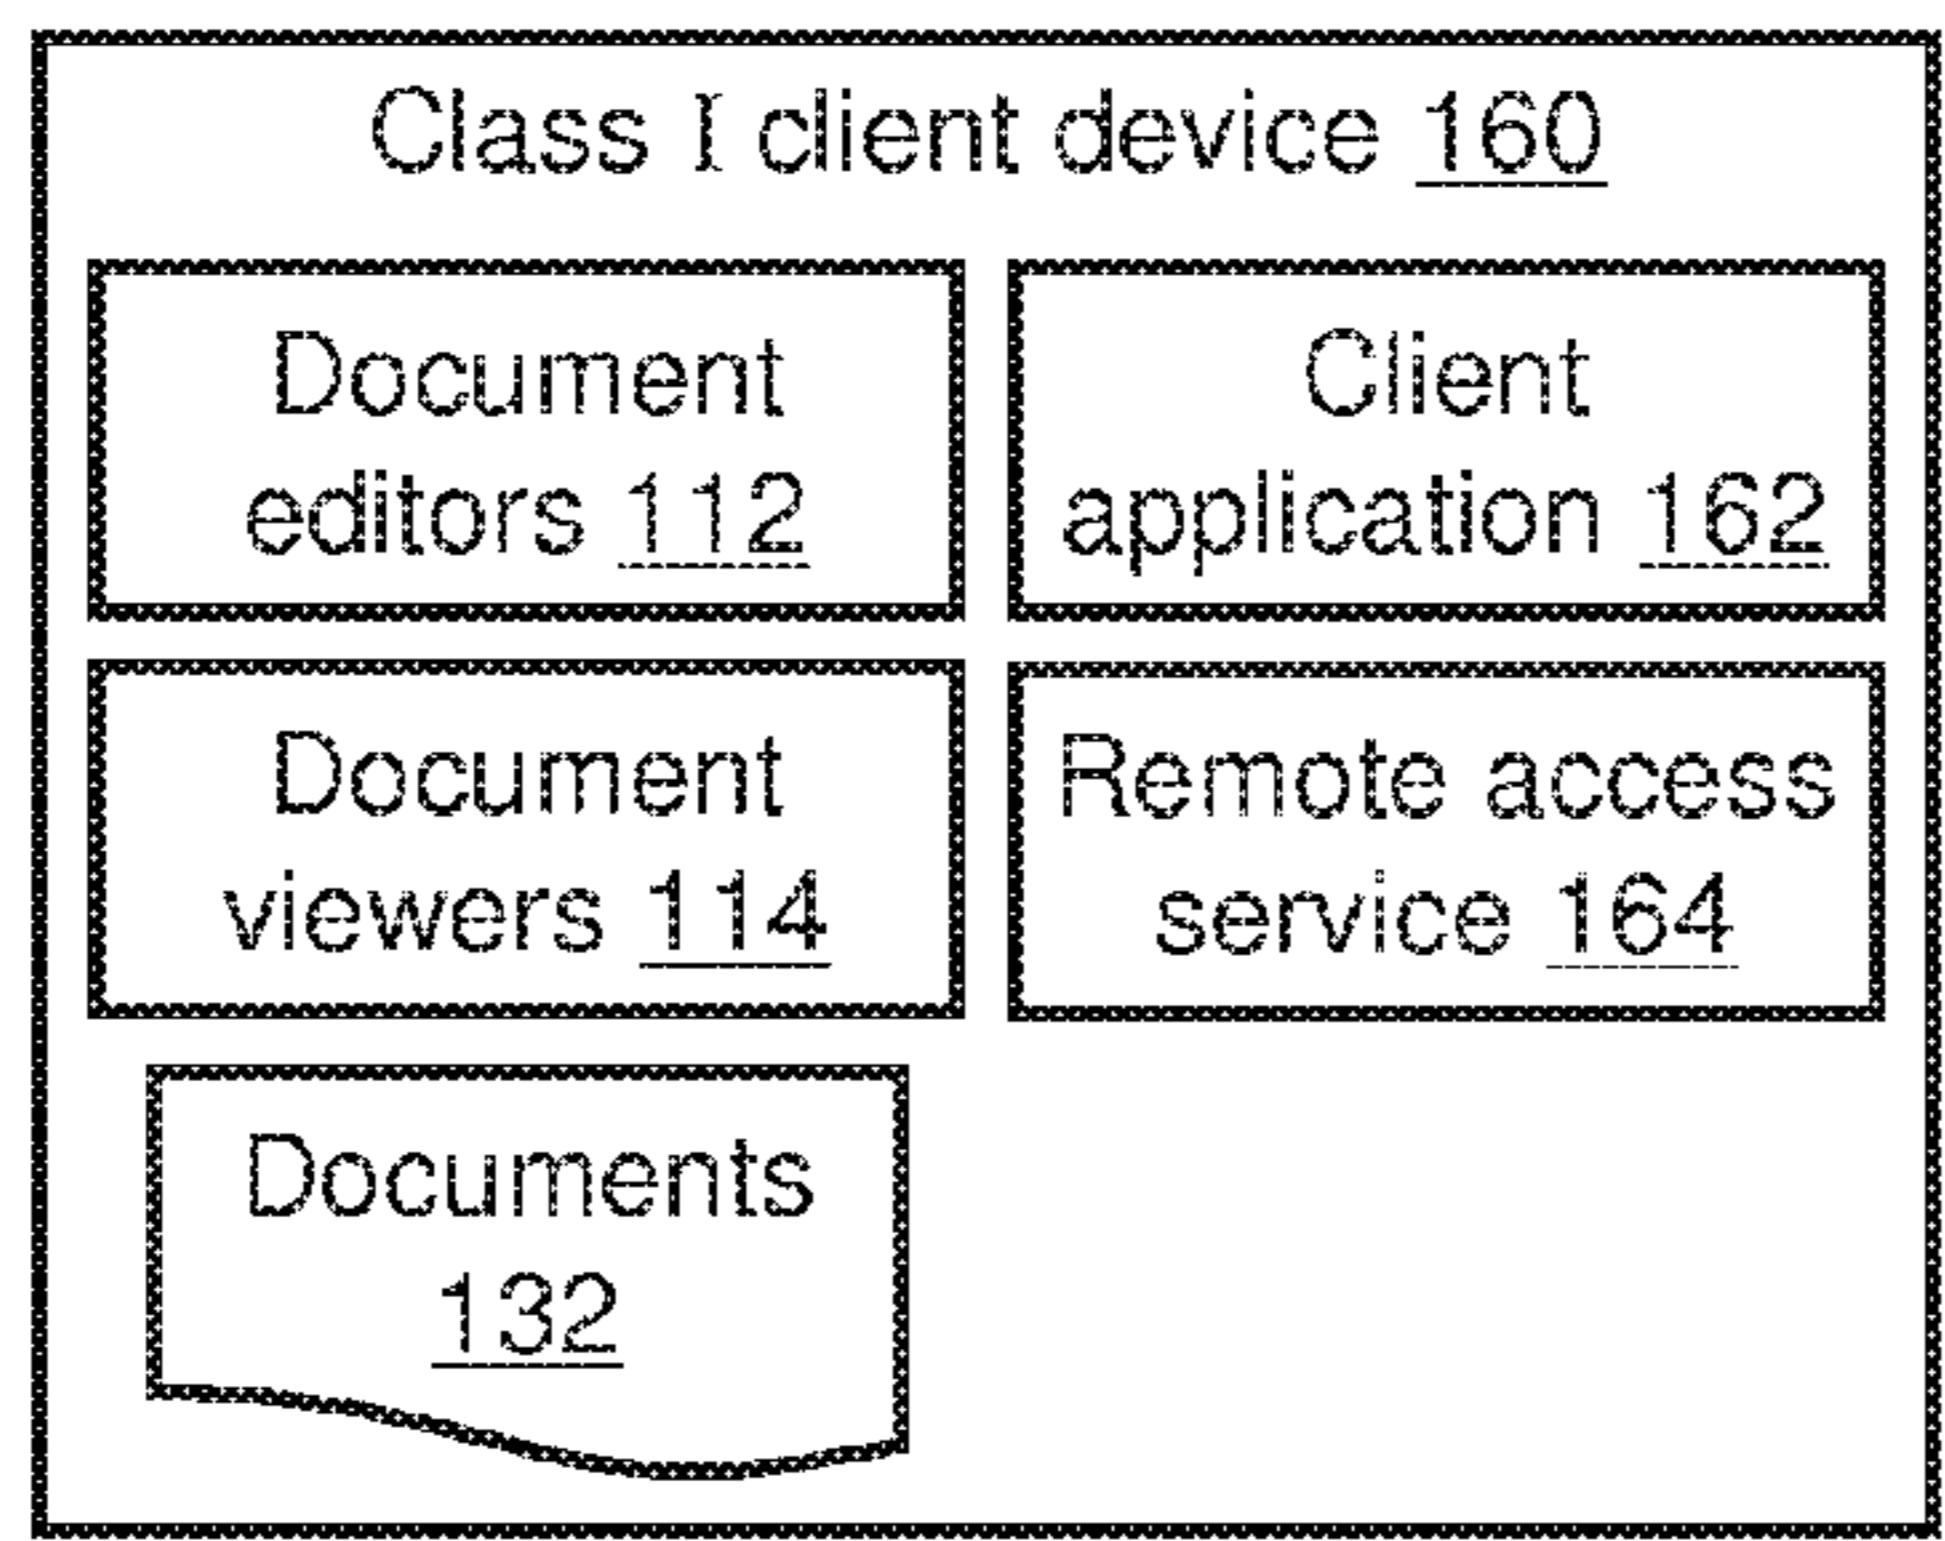 Class I client device 160
Document
editors 112
Client
application 162
Document
viewers 114
Remote access
service 164
Documents
132